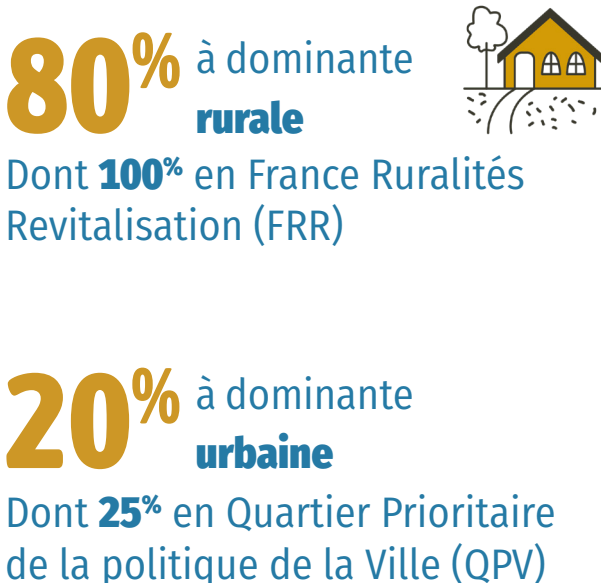 80% à dominante
rurale
Dont 100% en France Ruralités
Revitalisation (FRR)
20% à dominante
urbaine
Dont 25% en Quartier Prioritaire
de la politique de la Ville (QPV)